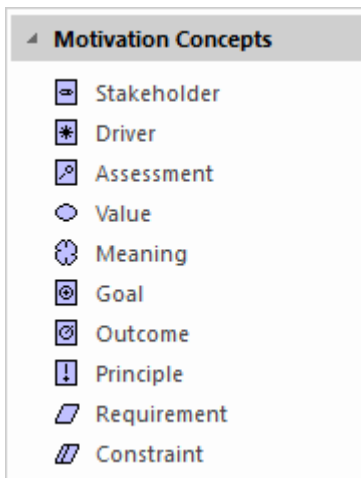 Motivation Concepts
Stakeholder
Driver
Assessment
Value
Meaning
Goal
Outcome
Principle
Requirement
Constraint